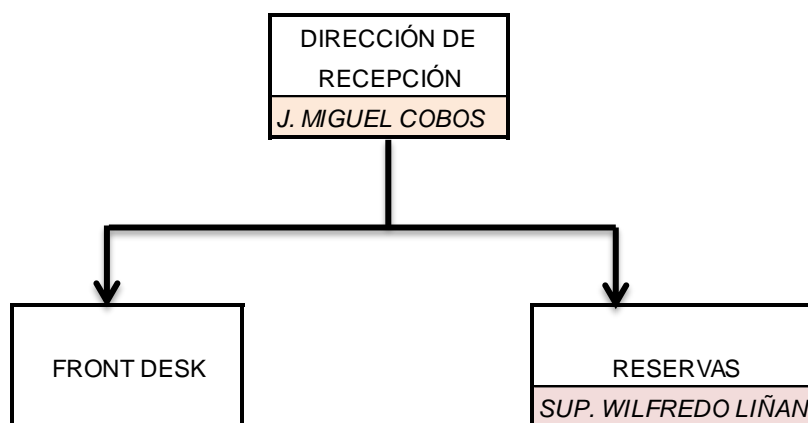 DIRECCIÓN DE
RECEPCIÓN
J. MIGUEL COBOS
FRONT DESK
RESERVAS
SUP. WILFREDO LIÑAN